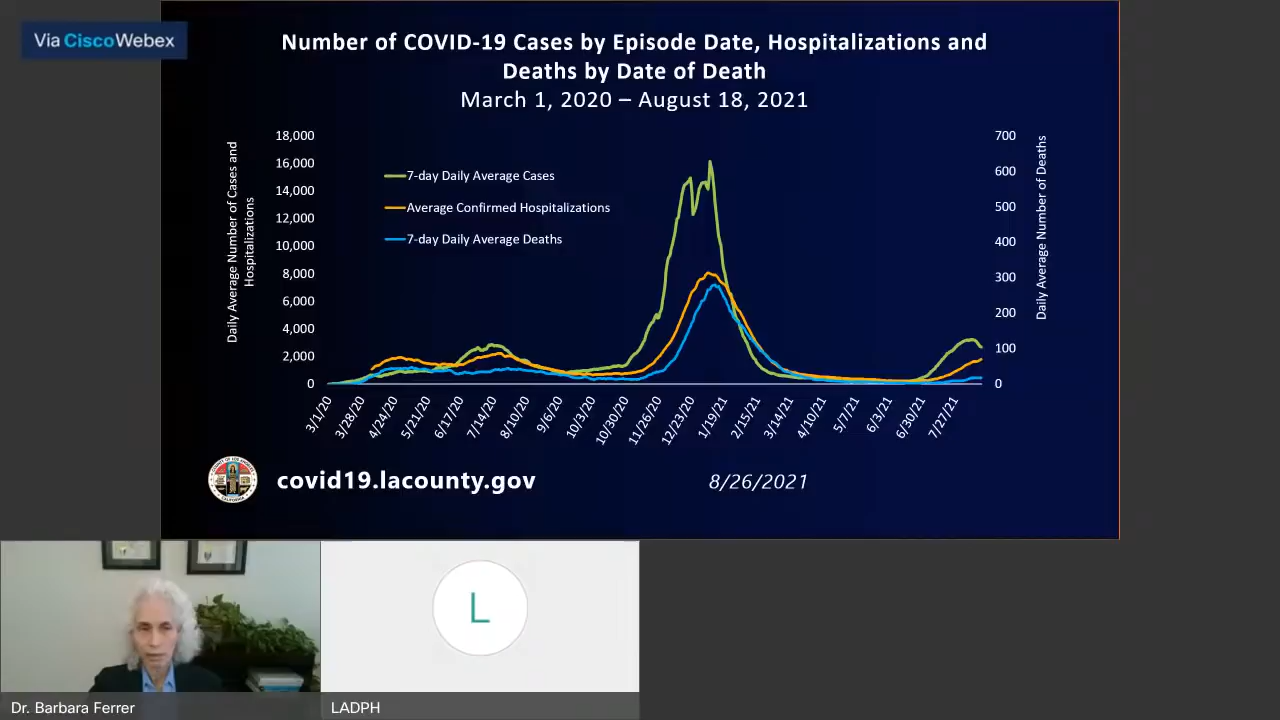 Via Cisco Webex
Number of COVID-19 Cases by Episode Date, Hospitalizations and
Deaths by Date of Death
March 1, 2020 – August 18, 2021
Daily Average Number of Cases and
Hospitalizations
18,000
16,000
14,000
12,000
10,000
8,000
6,000
4,000
2,000
0
7-day Daily Average Cases
Average Confirmed Hospitalizations
7-day Daily Average Deaths
700
600
500
400
300
200
100
0
Daily Average Number of Deaths
3/1/20
3/28/20
4/24/20
5/21/20
6/17/20
7/14/20
8/10/20
9/6/20
10/3/20
10/30/20
11/26/20
12/23/20
1/19/21
2/15/21
3/14/21
4/10/21
5/7/21
6/3/21
6/30/21
7/27/21
covid19.lacounty.gov
8/26/2021
L
Dr. Barbara Ferrer
LADPH